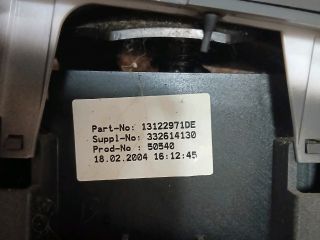 Part-No: 13122971DE
Suppl-No: 332614130
Prod-No : 50540
18.02.2004 16:12:45